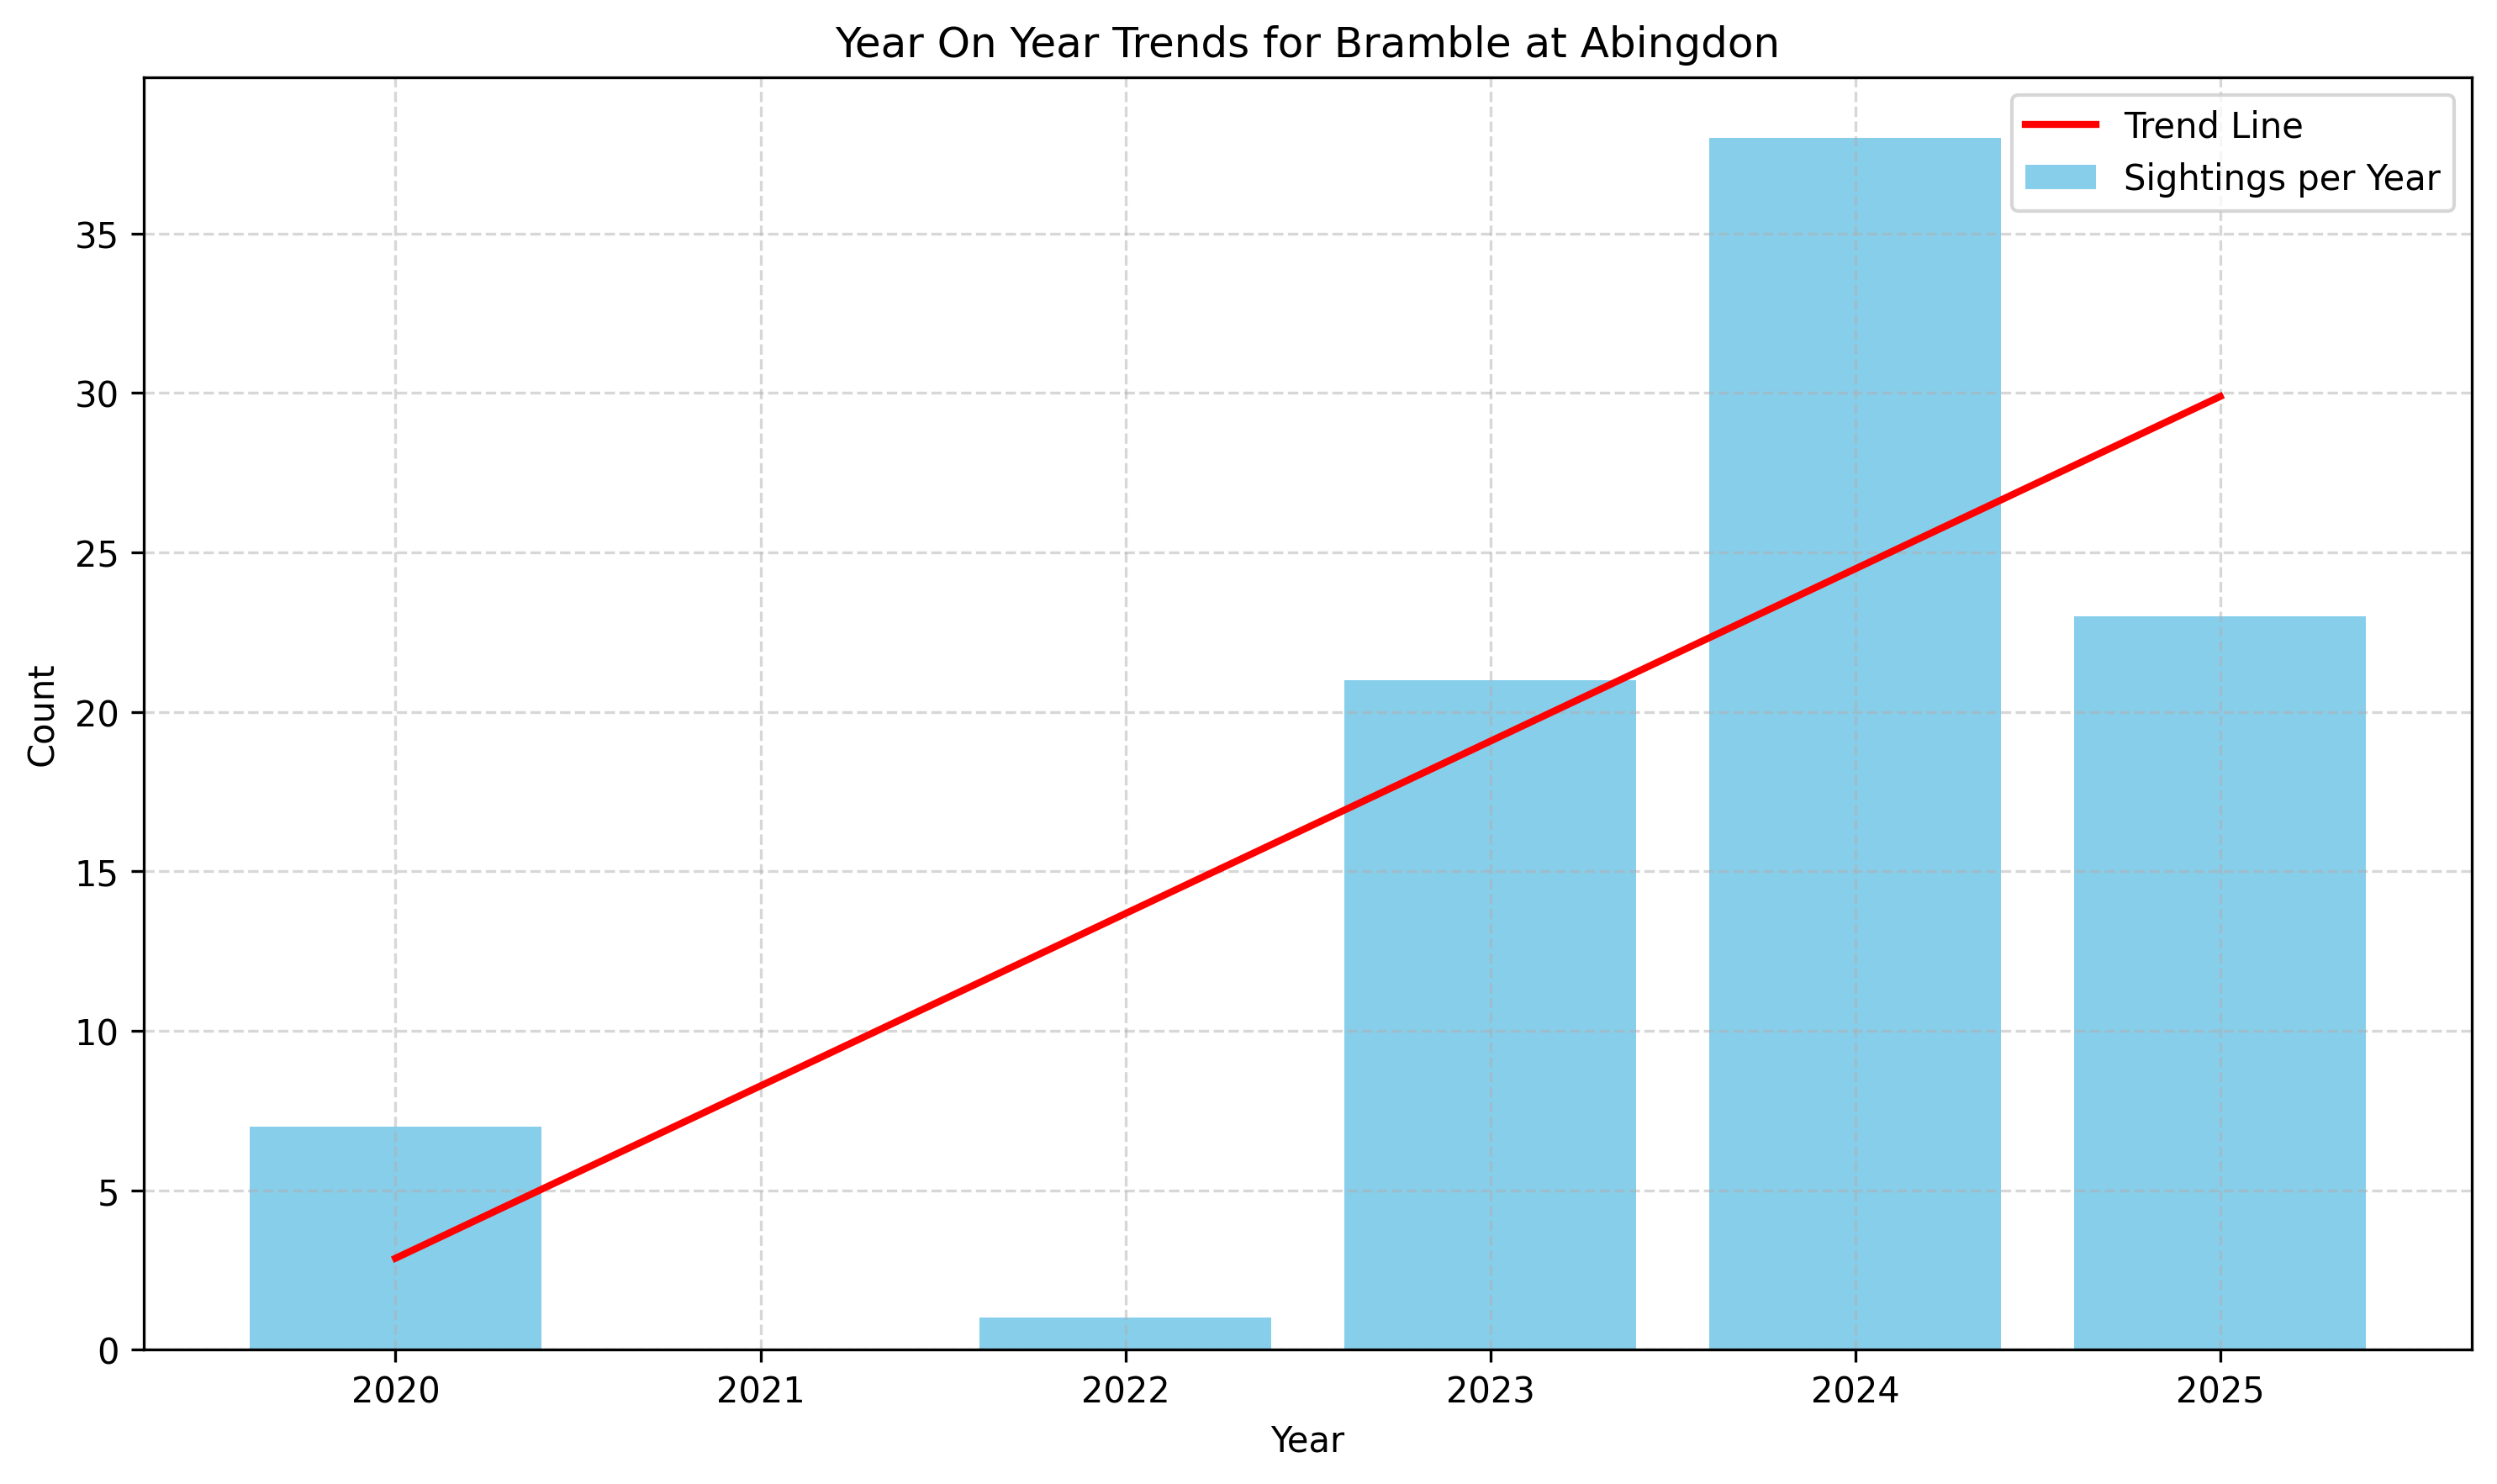 Year On Year Trends for Bramble at Abingdon
Trend Line
Sightings per Year
35
30
25
20
15
10
5
0
Count
2020 2021 2022 2023 2024 2025
Year